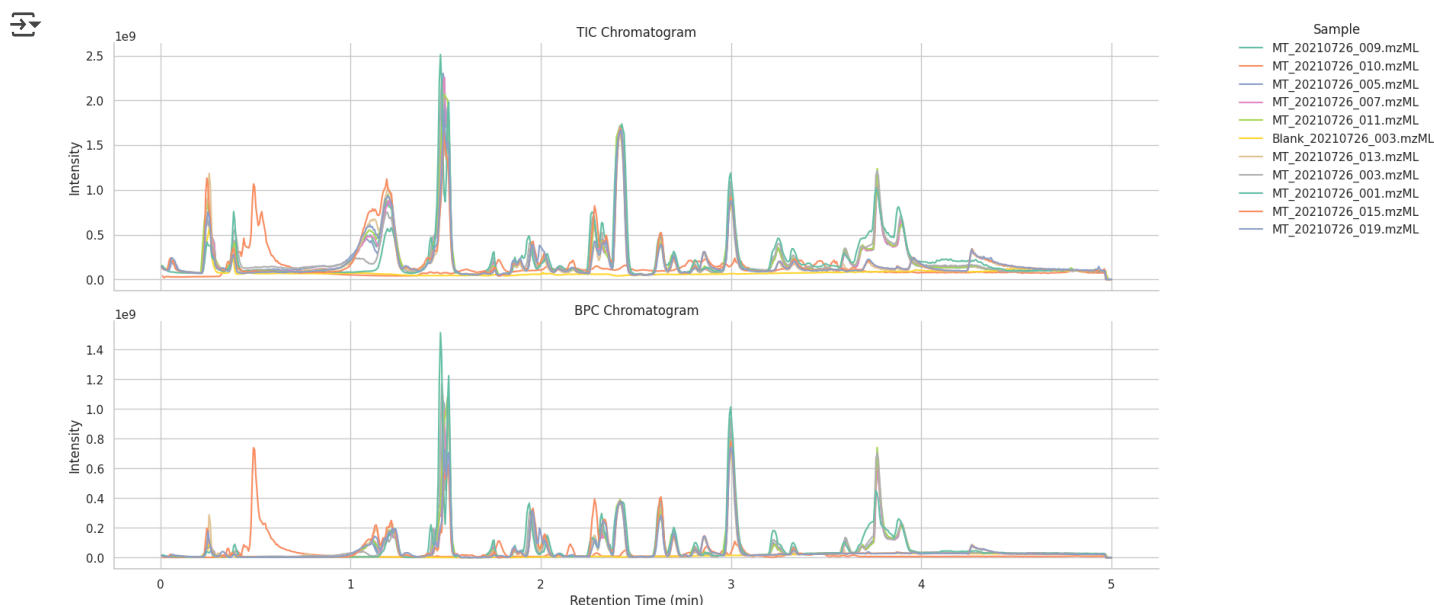 TIC Chromatogram
1e9
2.5
2.0
1.5
1.0
0.5
0.0
Intensity
BPC Chromatogram
1e9
1.4
1.2
1.0
0.8
0.6
0.4
0.2
0.0
Intensity
0 1 2 3 4 5
Retention Time (min)
Sample
MT_20210726_009.mzML
MT_20210726_010.mzML
MT_20210726_005.mzML
MT_20210726_007.mzML
MT_20210726_011.mzML
Blank_20210726_003.mzML
MT_20210726_013.mzML
MT_20210726_003.mzML
MT_20210726_001.mzML
MT_20210726_015.mzML
MT_20210726_019.mzML